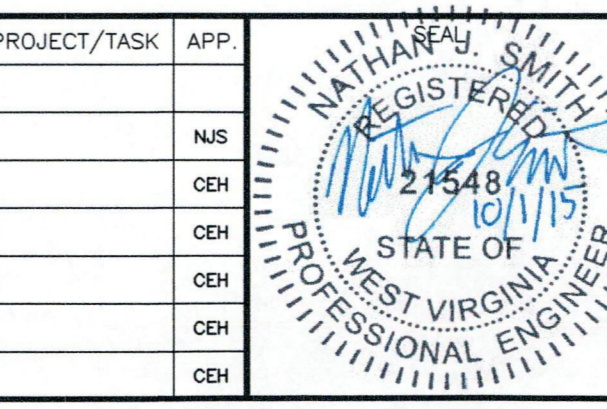 PROJECT/TASK APP.
NJS
CEH
CEH
CEH
CEH
CEH
SEAL
NATHAN J. SMITH
REGISTERED
21548
10/1/15
STATE OF
WEST VIRGINIA
PROFESSIONAL ENGINEER